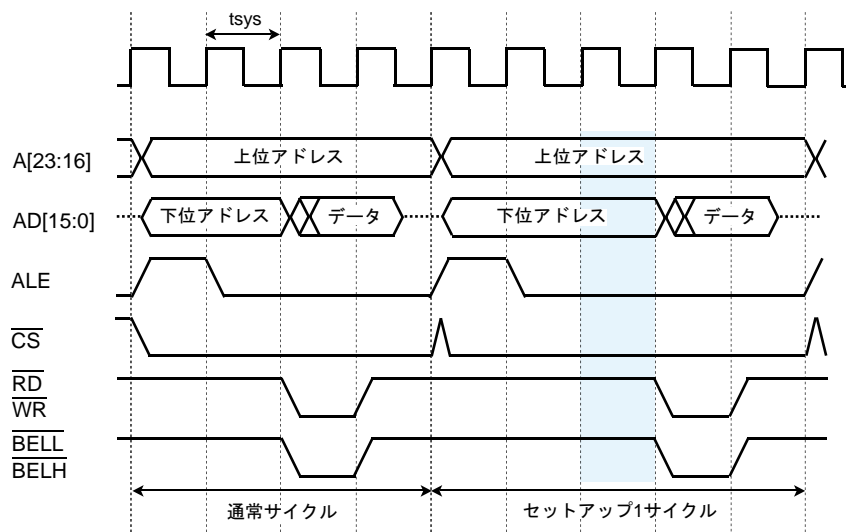 tsys
A[23:16]
上位アドレス
上位アドレス
AD[15:0]
下位アドレス
データ
下位アドレス
データ
ALE
CS
RD
WR
BELL
BELH
通常サイクル
セットアップ1サイクル